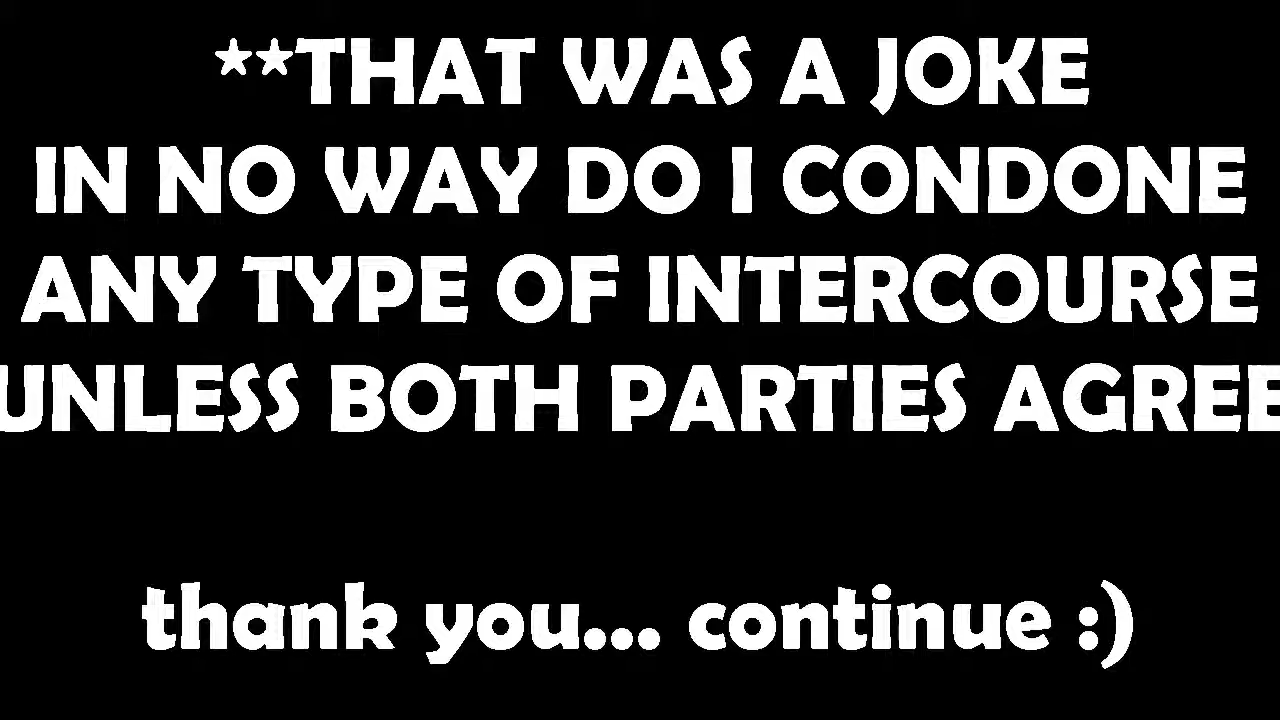 **THAT WAS A JOKE
IN NO WAY DO I CONDONE
ANY TYPE OF INTERCOURSE
UNLESS BOTH PARTIES AGREE
thank you... continue :)